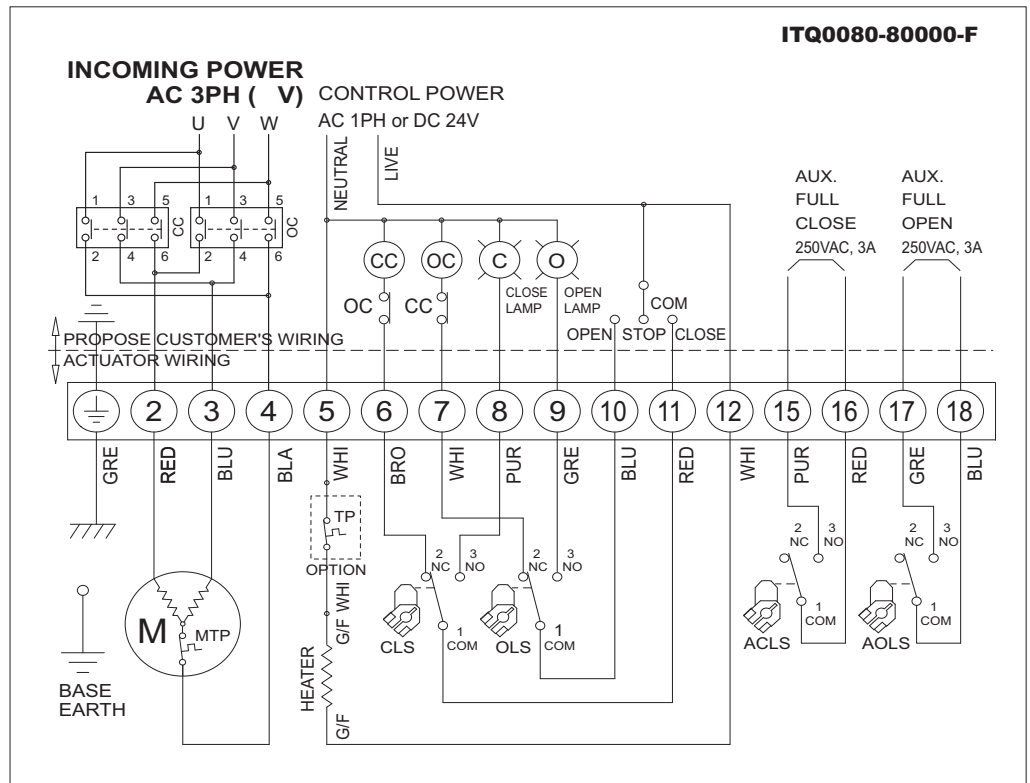 ITQ0080-80000-F
INCOMING POWER
AC 3PH (    V)
CONTROL POWER
AC 1PH or DC 24V
U V W
NEUTRAL
LIVE
AUX.
FULL
CLOSE
250VAC, 3A
AUX.
FULL
OPEN
250VAC, 3A
1 3 5
1 3 5
CC
OC
2 4 6
2 4 6
CC OC C O
CLOSE
LAMP
OPEN
LAMP
OC
CC
COM
OPEN STOP CLOSE
PROPOSE CUSTOMER'S WIRING
ACTUATOR WIRING
2 3 4 5 6 7 8 9 10 11 12 15 16 17 18
GRE RED BLU BLA WHI BRO WHI PUR GRE BLU RED WHI PUR RED GRE BLU
TP
OPTION
G/F WHI
HEATER
G/F
2
NC
3
NO
1
COM
CLS
2
NC
3
NO
1
COM
OLS
2
NC
3
NO
1
COM
ACLS
2
NC
3
NO
1
COM
AOLS
M
MTP
BASE
EARTH